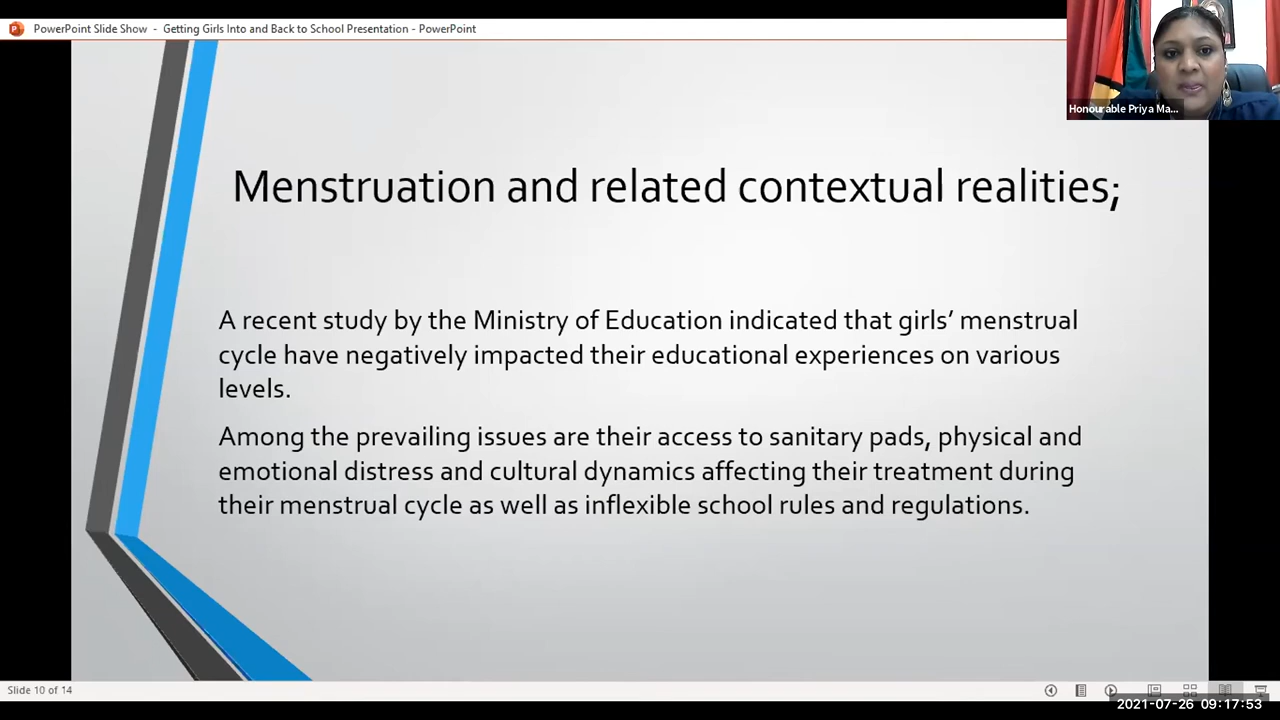 PowerPoint Slide Show - Getting Girls Into and Back to School Presentation - PowerPoint
Honourable Priya Ma...
Menstruation and related contextual realities;
A recent study by the Ministry of Education indicated that girls’ menstrual
cycle have negatively impacted their educational experiences on various
levels.
Among the prevailing issues are their access to sanitary pads, physical and
emotional distress and cultural dynamics affecting their treatment during
their menstrual cycle as well as inflexible school rules and regulations.
Slide 10 of 14
2021-07-26 09:17:53